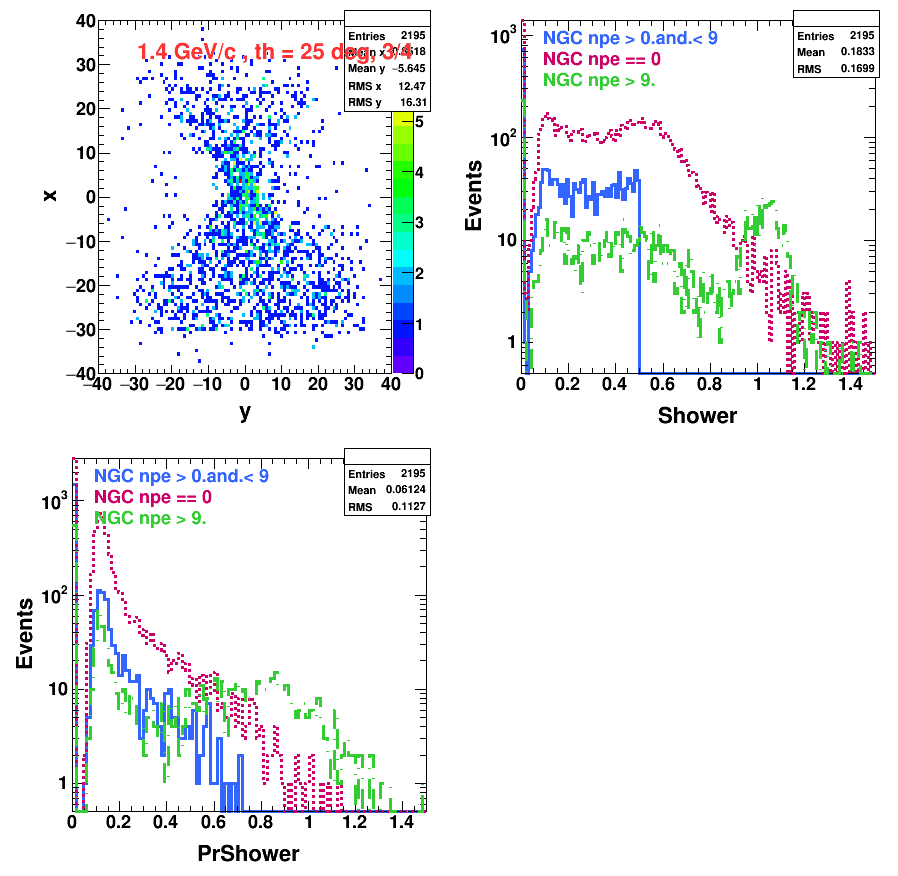 1.4 GeV/c , th = 25 deg, 3/4
Entries 2195
Mean x
Mean y −5.645
RMS x 12.47
RMS y 16.31
x
40
30
20
10
0
−10
−20
−30
−40
−40 −30 −20 −10 0 10 20 30 40
y
5
4
3
2
1
0
NGC npe > 0.and.< 9
NGC npe == 0
NGC npe > 9.
Entries 2195
Mean 0.1833
RMS 0.1699
Events
10³
10²
10
1
0 0.2 0.4 0.6 0.8 1 1.2 1.4
Shower
NGC npe > 0.and.< 9
NGC npe == 0
NGC npe > 9.
Entries 2195
Mean 0.06124
RMS 0.1127
Events
10³
10²
10
1
0 0.2 0.4 0.6 0.8 1 1.2 1.4
PrShower